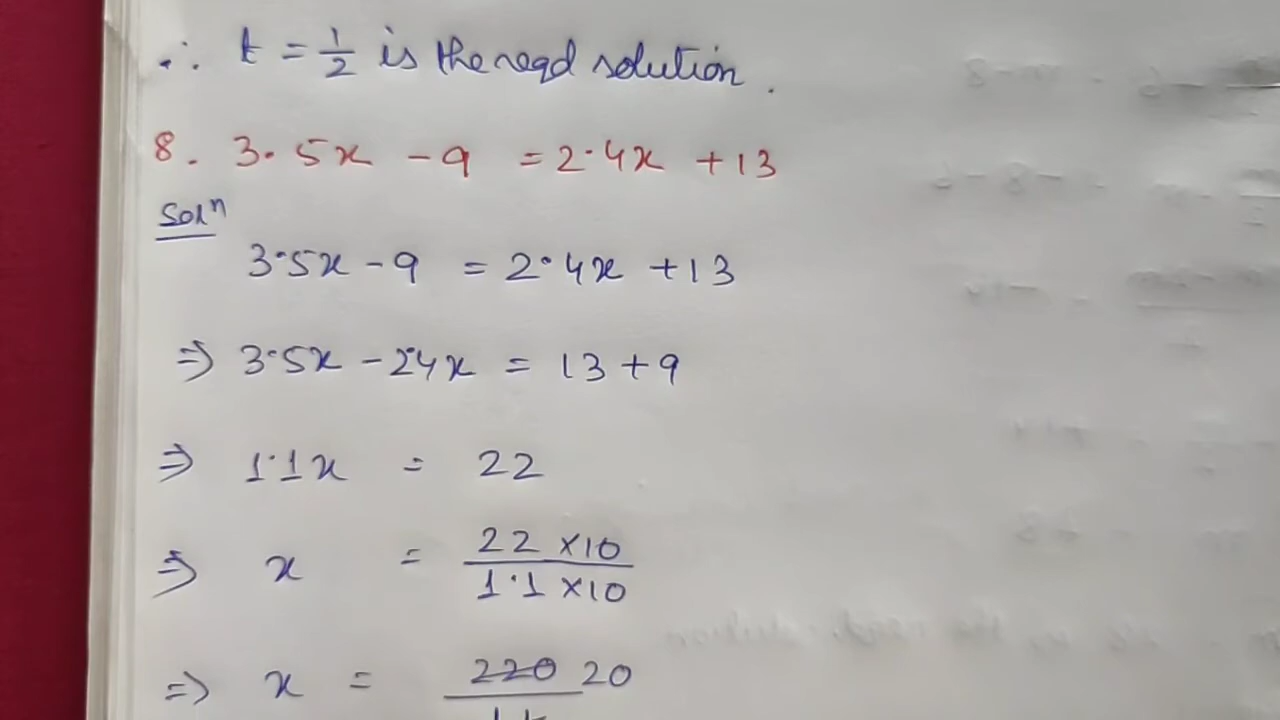 ∴ t = 1/2 is the reqd solution.
8. 3.5x - 9 = 2.4x + 13
Solⁿ
3.5x - 9 = 2.4x + 13
⇒ 3.5x - 2.4x = 13 + 9
⇒ 1.1x = 22
⇒ x = 22 × 10 / 1.1 × 10
⇒ x = 220 20